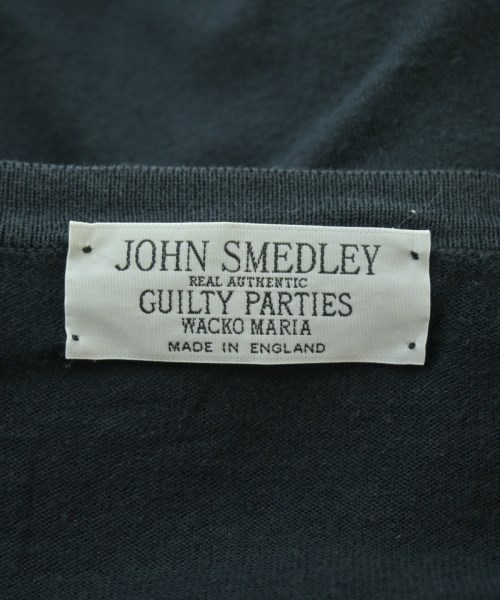 JOHN SMEDLEY
REAL AUTHENTIC
GUILTY PARTIES
WACKO MARIA
MADE IN ENGLAND